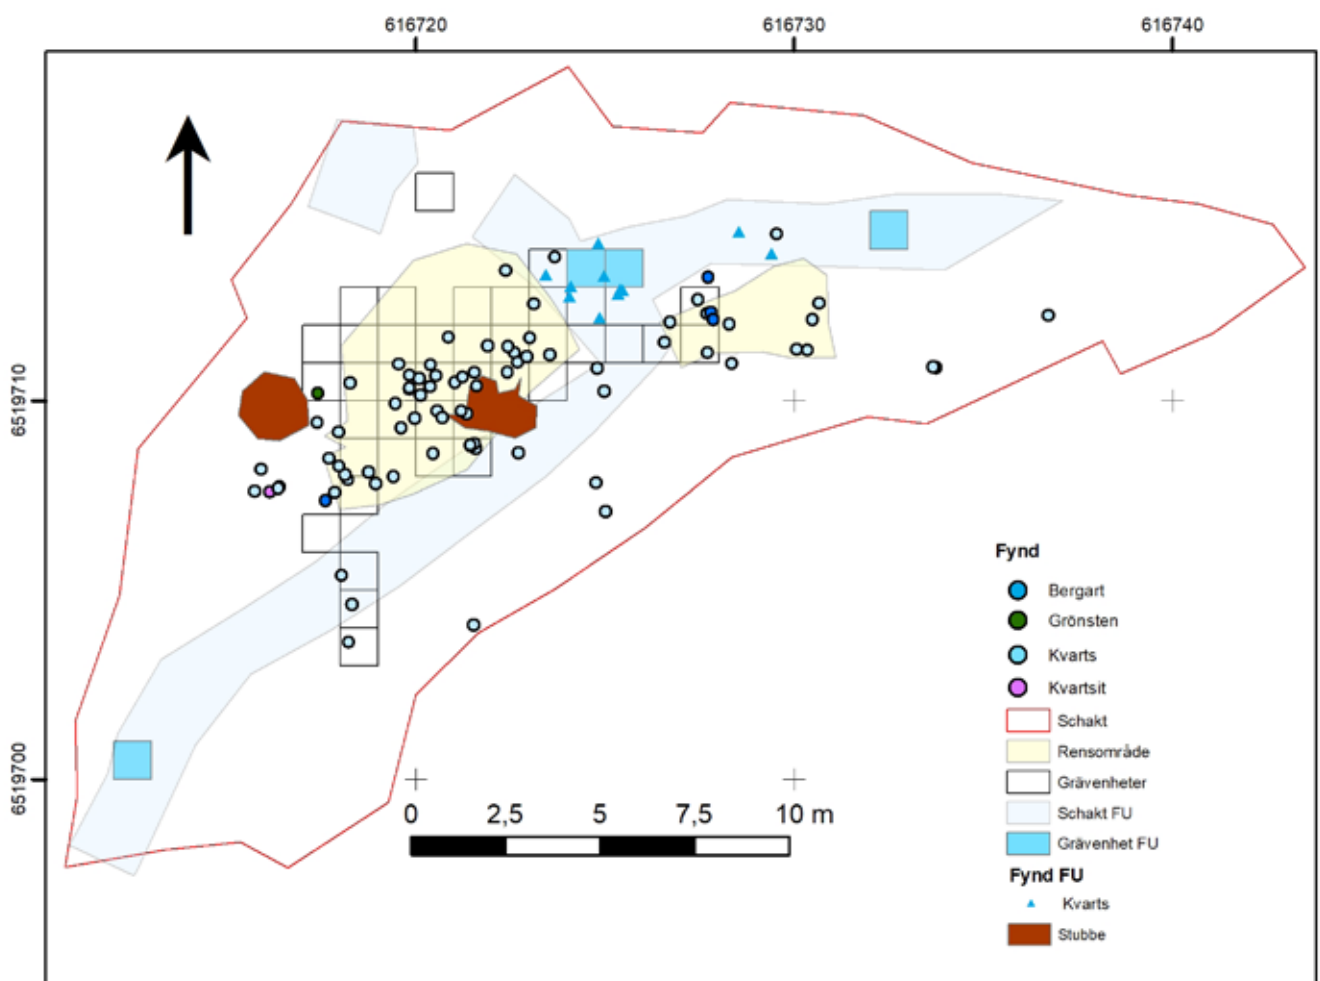 616720 616730 616740
6519710
6519700
0 2,5 5 7,5 10 m
Fynd
Bergart
Grönsten
Kvarts
Kvartsit
Schakt
Rensområde
Grävenheter
Schakt FU
Grävenhet FU
Fynd FU
Kvarts
Stubbe